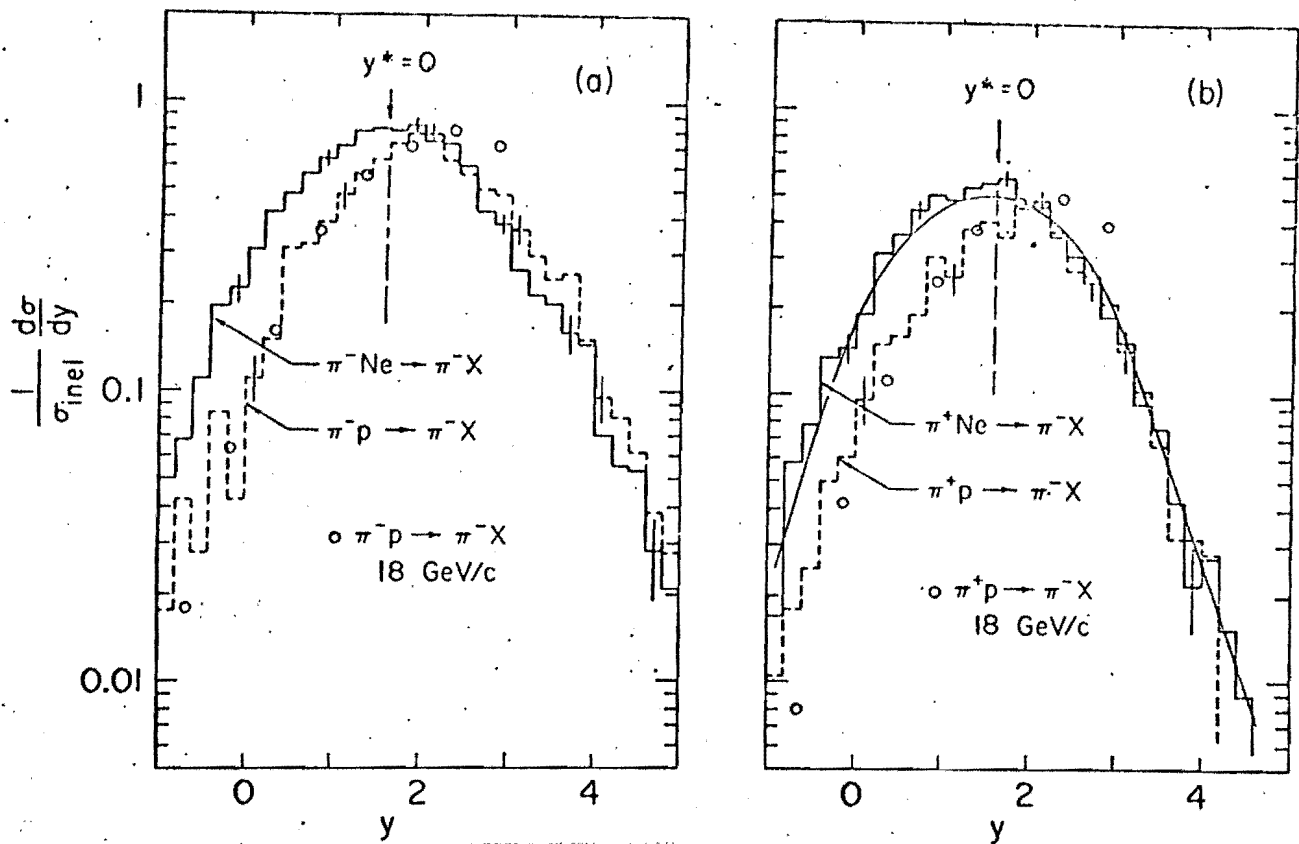 y* = 0
(a)
1
0.1
0.01
1/σinel dσ/dy
π⁻Ne → π⁻X
π⁻p → π⁻X
o π⁻p → π⁻X
18 GeV/c
0 2 4
y
y* = 0
(b)
π⁺Ne → π⁻X
π⁺p → π⁻X
o π⁺p → π⁻X
18 GeV/c
0 2 4
y